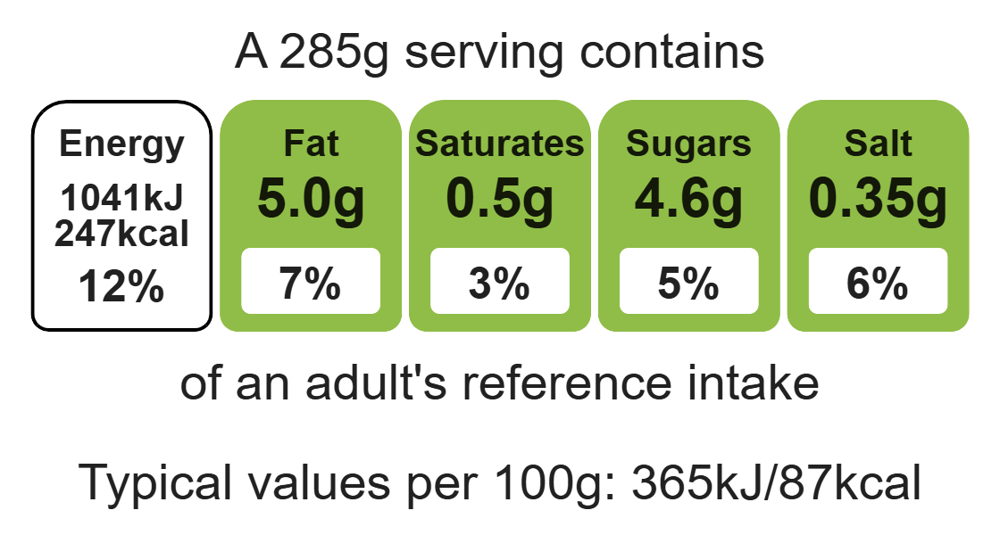 A 285g serving contains
Energy
1041kJ
247kcal
12%
Fat
5.0g
7%
Saturates
0.5g
3%
Sugars
4.6g
5%
Salt
0.35g
6%
of an adult's reference intake
Typical values per 100g: 365kJ/87kcal